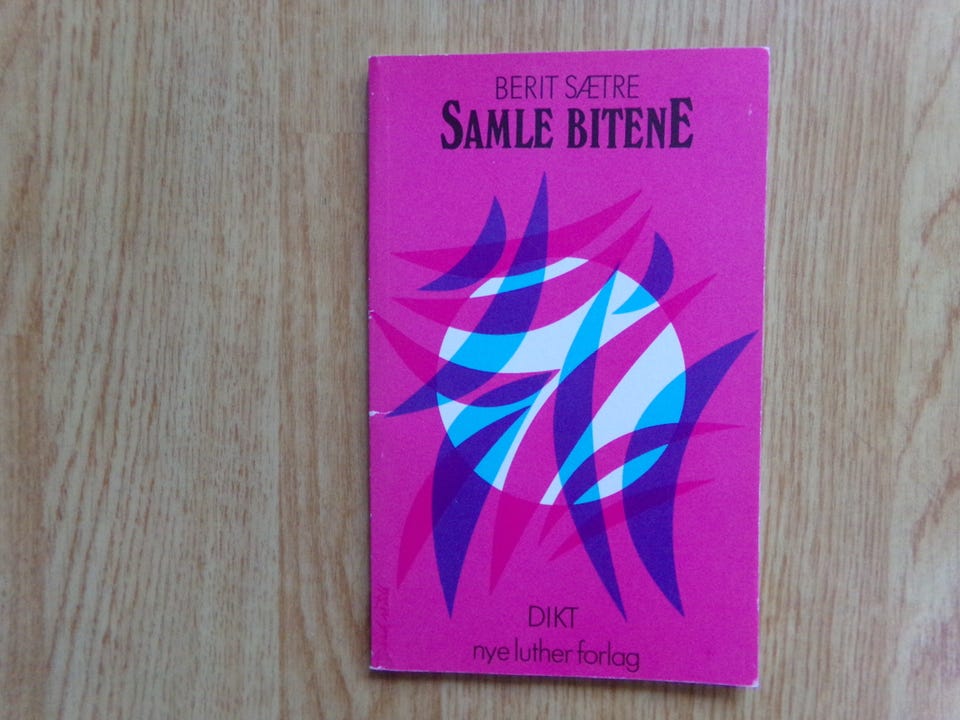 BERIT SÆTRE
SAMLE BITENE
DIKT
nye luther forlag